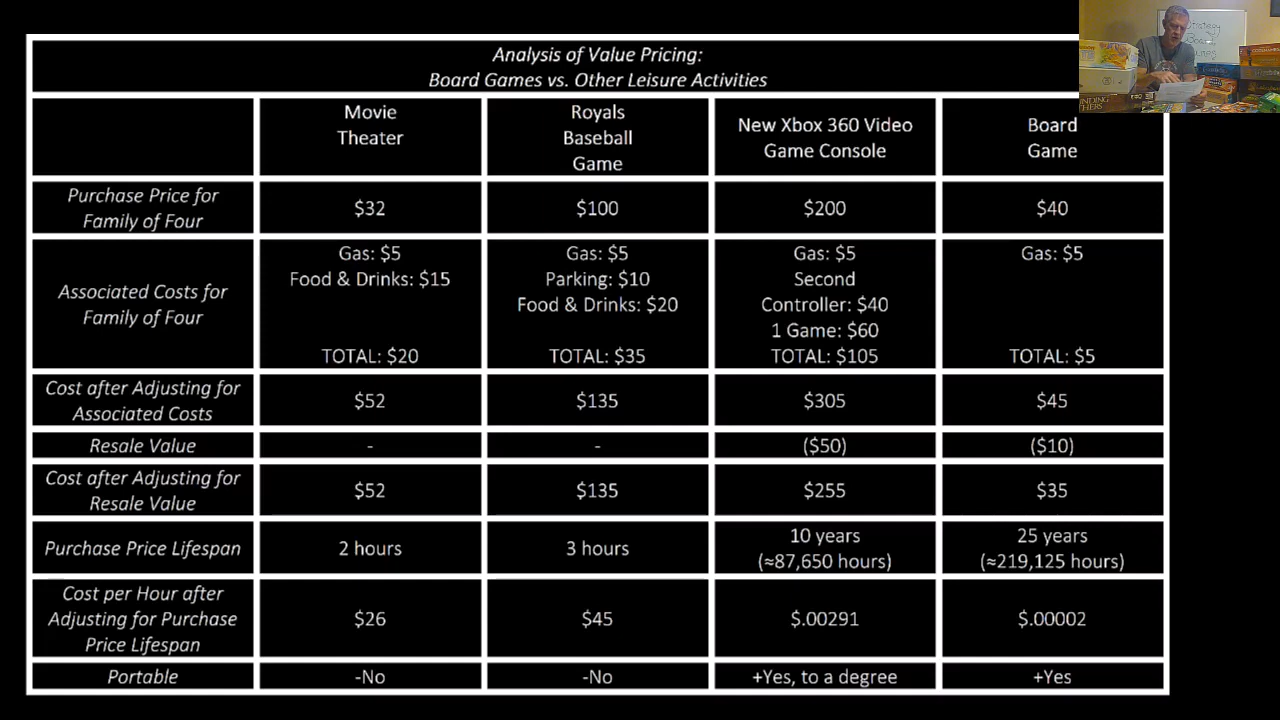 Analysis of Value Pricing:
Board Games vs. Other Leisure Activities
Movie
Theater
Royals
Baseball
Game
New Xbox 360 Video
Game Console
Board
Game
Purchase Price for
Family of Four
$32
$100
$200
$40
Associated Costs for
Family of Four
Gas: $5
Food & Drinks: $15
TOTAL: $20
Gas: $5
Parking: $10
Food & Drinks: $20
TOTAL: $35
Gas: $5
Second
Controller: $40
1 Game: $60
TOTAL: $105
Gas: $5
TOTAL: $5
Cost after Adjusting for
Associated Costs
$52
$135
$305
$45
Resale Value
-
-
($50)
($10)
Cost after Adjusting for
Resale Value
$52
$135
$255
$35
Purchase Price Lifespan
2 hours
3 hours
10 years
(≈87,650 hours)
25 years
(≈219,125 hours)
Cost per Hour after
Adjusting for Purchase
Price Lifespan
$26
$45
$.00291
$.00002
Portable
-No
-No
+Yes, to a degree
+Yes
Strategy
Board
Games
CODENAMES